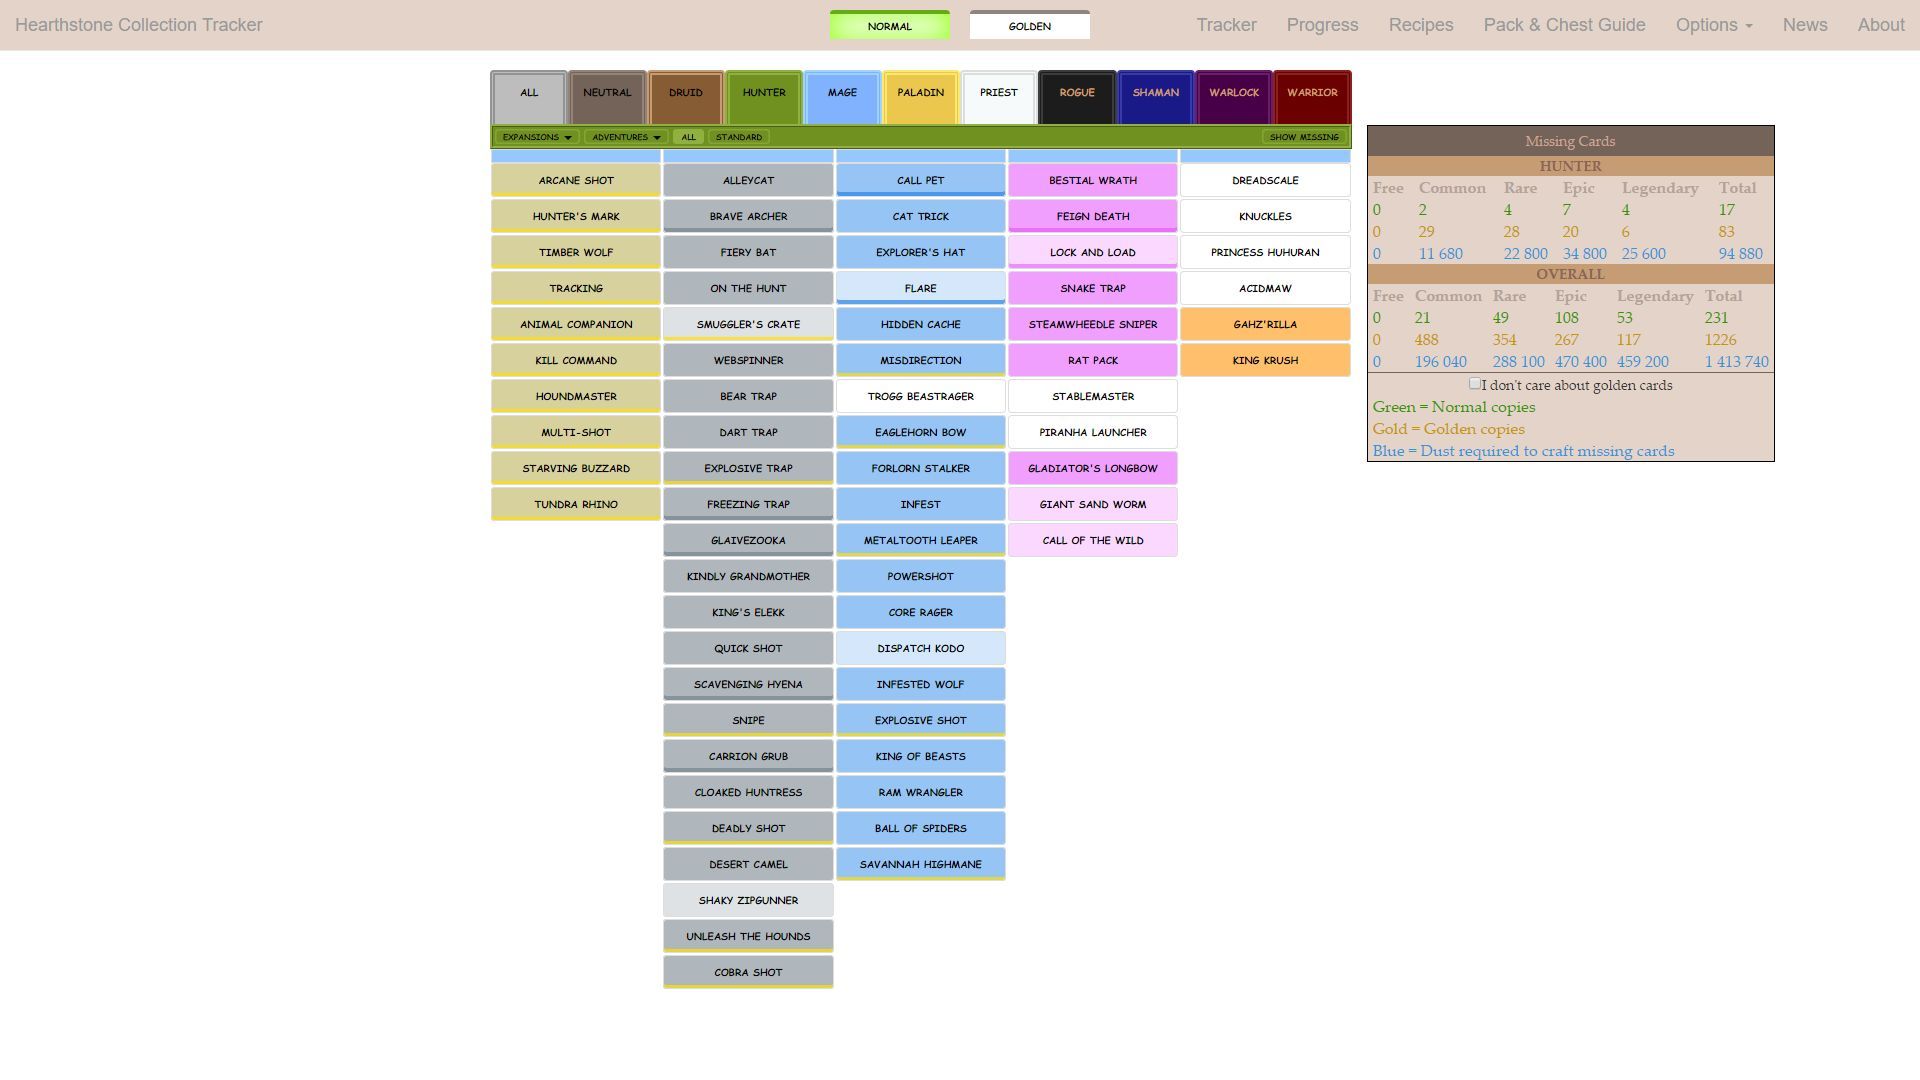 Hearthstone Collection Tracker
NORMAL
GOLDEN
Tracker
Progress
Recipes
Pack & Chest Guide
Options
News
About
ALL
NEUTRAL
DRUID
HUNTER
MAGE
PALADIN
PRIEST
ROGUE
SHAMAN
WARLOCK
WARRIOR
EXPANSIONS
ADVENTURES
ALL
STANDARD
SHOW MISSING
ARCANE SHOT
HUNTER'S MARK
TIMBER WOLF
TRACKING
ANIMAL COMPANION
KILL COMMAND
HOUNDMASTER
MULTI-SHOT
STARVING BUZZARD
TUNDRA RHINO
ALLEYCAT
BRAVE ARCHER
FIERY BAT
ON THE HUNT
SMUGGLER'S CRATE
WEBSPINNER
BEAR TRAP
DART TRAP
EXPLOSIVE TRAP
FREEZING TRAP
GLAIVEZOOKA
KINDLY GRANDMOTHER
KING'S ELEKK
QUICK SHOT
SCAVENGING HYENA
SNIPE
CARRION GRUB
CLOAKED HUNTRESS
DEADLY SHOT
DESERT CAMEL
SHAKY ZIPGUNNER
UNLEASH THE HOUNDS
COBRA SHOT
CALL PET
CAT TRICK
EXPLORER'S HAT
FLARE
HIDDEN CACHE
MISDIRECTION
TROGG BEASTRAGER
EAGLEHORN BOW
FORLORN STALKER
INFEST
METALTOOTH LEAPER
POWERSHOT
CORE RAGER
DISPATCH KODO
INFESTED WOLF
EXPLOSIVE SHOT
KING OF BEASTS
RAM WRANGLER
BALL OF SPIDERS
SAVANNAH HIGHMANE
BESTIAL WRATH
FEIGN DEATH
LOCK AND LOAD
SNAKE TRAP
STEAMWHEEDLE SNIPER
RAT PACK
STABLEMASTER
PIRANHA LAUNCHER
GLADIATOR'S LONGBOW
GIANT SAND WORM
CALL OF THE WILD
DREADSCALE
KNUCKLES
PRINCESS HUHURAN
ACIDMAW
GAHZ'RILLA
KING KRUSH
Missing Cards
HUNTER
Free Common Rare Epic Legendary Total
0 2 4 7 4 17
0 29 28 20 6 83
0 11 680 22 800 34 800 25 600 94 880
OVERALL
Free Common Rare Epic Legendary Total
0 21 49 108 53 231
0 488 354 267 117 1226
0 196 040 288 100 470 400 459 200 1 413 740
I don't care about golden cards
Green = Normal copies
Gold = Golden copies
Blue = Dust required to craft missing cards